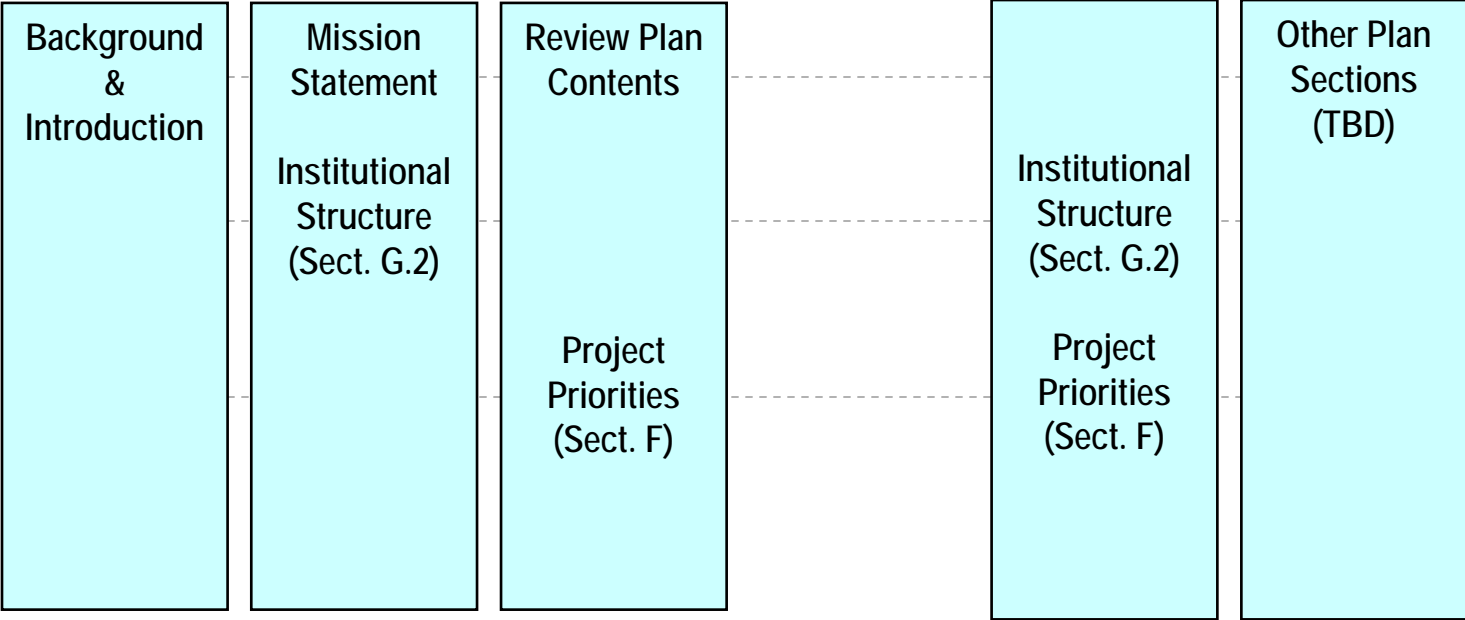 Background
&
Introduction
Mission
Statement
Institutional
Structure
(Sect. G.2)
Review Plan
Contents
Project
Priorities
(Sect. F)
Institutional
Structure
(Sect. G.2)
Project
Priorities
(Sect. F)
Other Plan
Sections
(TBD)